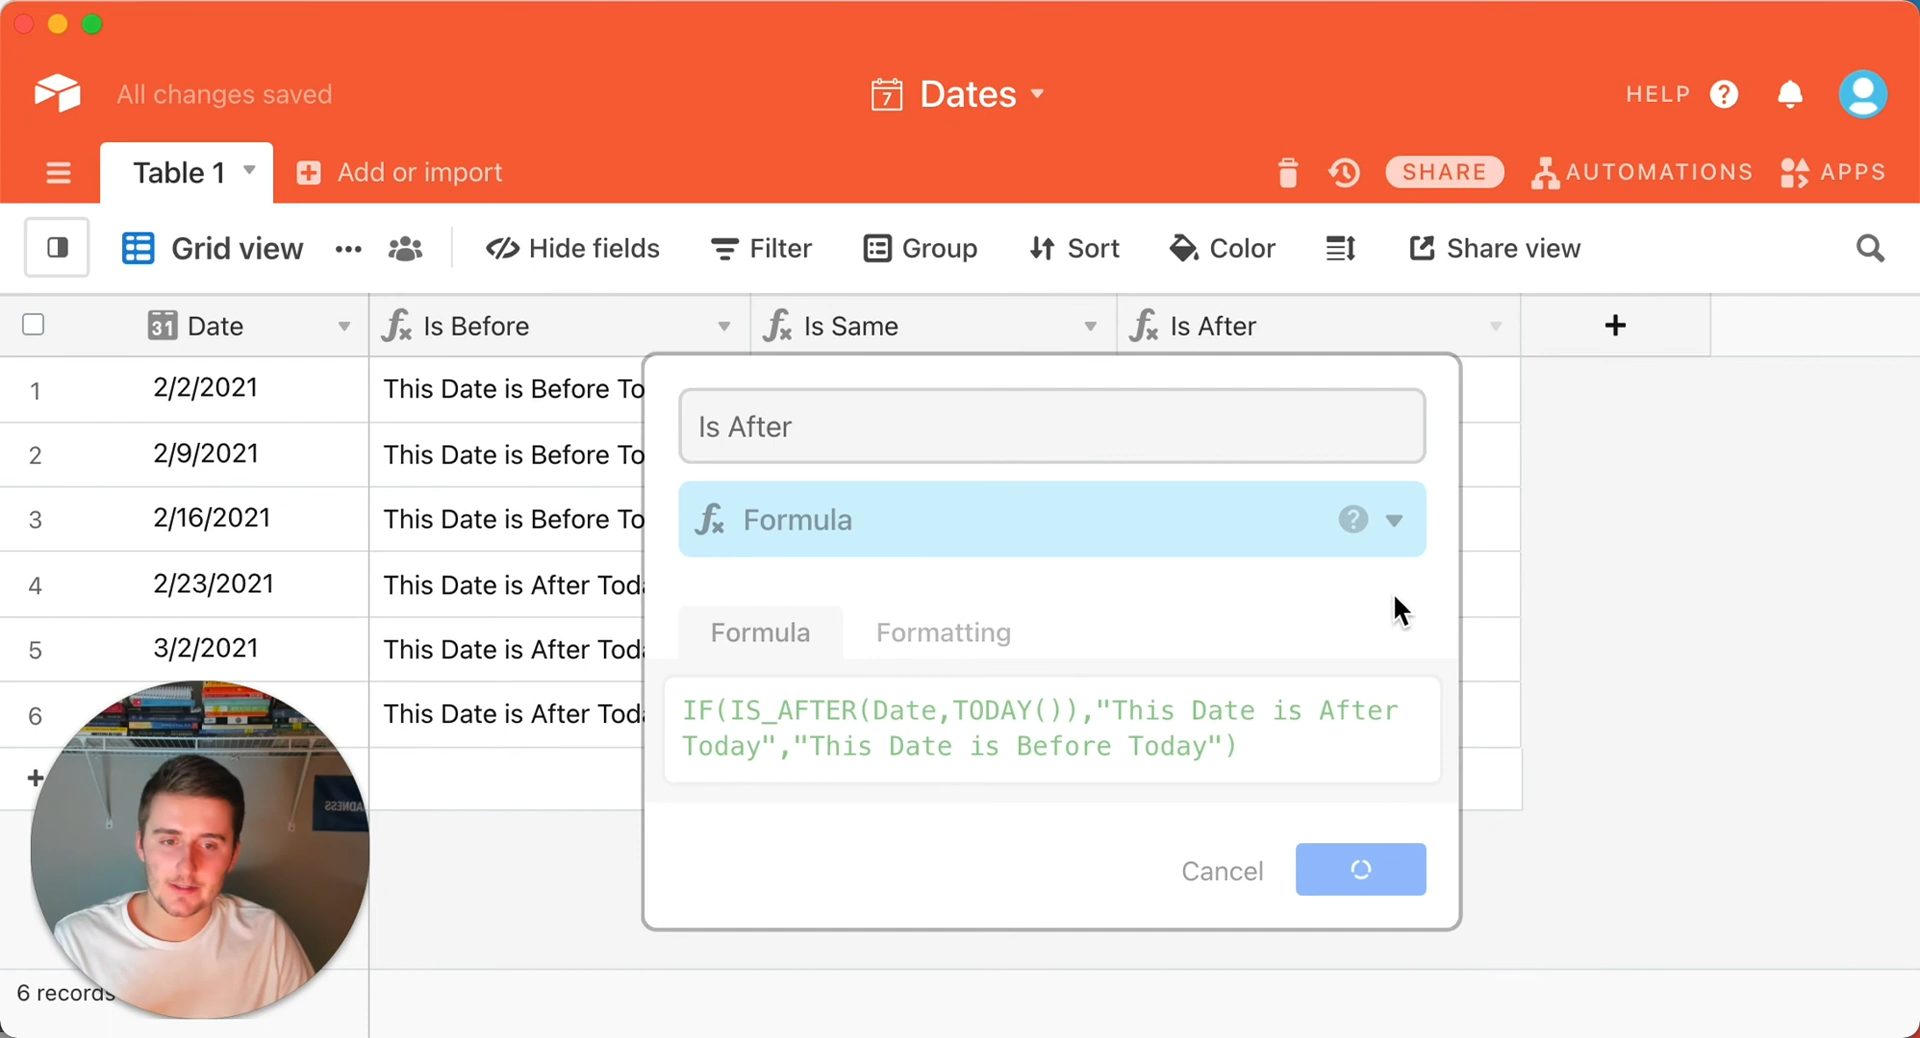 All changes saved
7
Dates
HELP ?
Table 1
Add or import
SHARE
AUTOMATIONS
APPS
Grid view
Hide fields
Filter
Group
Sort
Color
Share view
31 Date
Is Before
Is Same
Is After
+
1 2/2/2021 This Date is Before To
2 2/9/2021 This Date is Before To
3 2/16/2021 This Date is Before To
4 2/23/2021 This Date is After Toda
5 3/2/2021 This Date is After Toda
6 This Date is After Toda
+
Is After
Formula ?
Formula
Formatting
IF(IS_AFTER(Date,TODAY()),"This Date is After
Today","This Date is Before Today")
Cancel
6 records